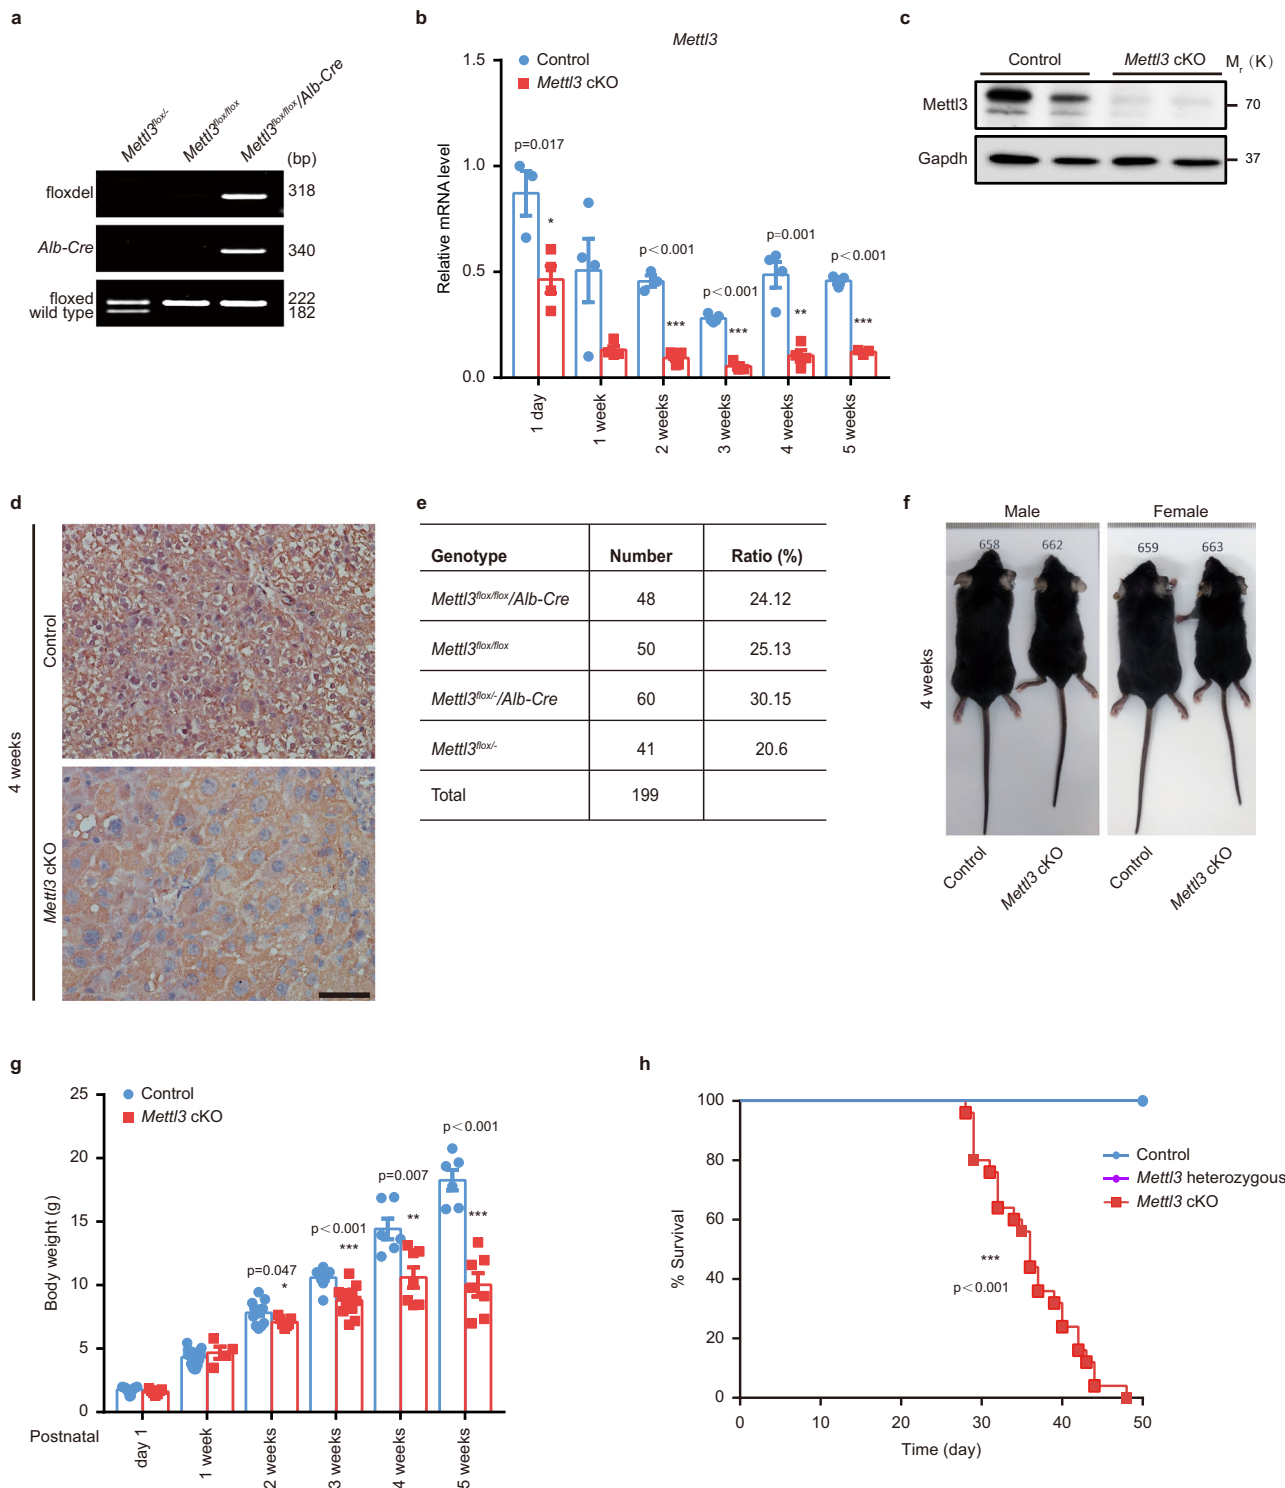 a
Mettl3flox/-
Mettl3flox/flox
Mettl3flox/flox/Alb-Cre
(bp)
floxdel
318
Alb-Cre
340
floxed
222
wild type
182
b
Mettl3
Control
Mettl3 cKO
Relative mRNA level
1.5
1.0
0.5
0.0
p=0.017
*
p<0.001
***
p<0.001
***
p=0.001
**
p<0.001
***
1 day
1 week
2 weeks
3 weeks
4 weeks
5 weeks
c
Control
Mettl3 cKO
Mr (K)
Mettl3
70
Gapdh
37
d
4 weeks
Control
Mettl3 cKO
e
Genotype Number Ratio (%)
Mettl3flox/flox/Alb-Cre 48 24.12
Mettl3flox/flox 50 25.13
Mettl3flox/-/Alb-Cre 60 30.15
Mettl3flox/- 41 20.6
Total 199
f
Male
Female
658
662
659
663
4 weeks
Control
Mettl3 cKO
Control
Mettl3 cKO
g
Control
Mettl3 cKO
Body weight (g)
25
20
15
10
5
0
p=0.047
*
p<0.001
***
p=0.007
**
p<0.001
***
Postnatal
day 1
1 week
2 weeks
3 weeks
4 weeks
5 weeks
h
% Survival
100
80
60
40
20
0
Control
Mettl3 heterozygous
Mettl3 cKO
***
p<0.001
0
10
20
30
40
50
Time (day)